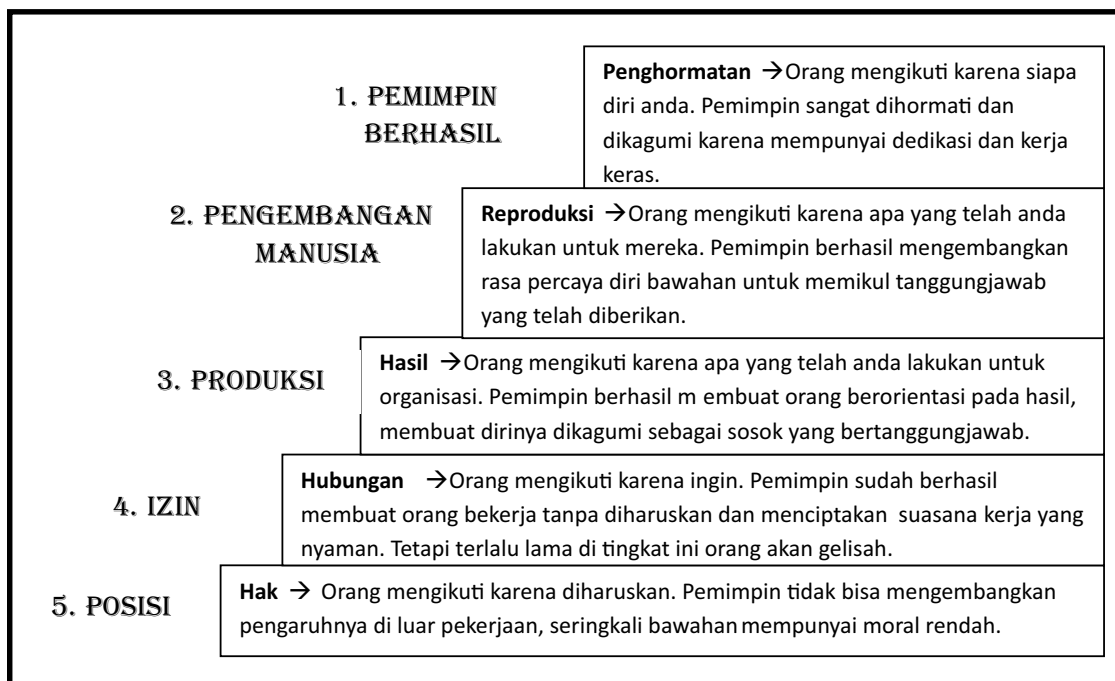 1. PEMIMPIN
BERHASIL
Penghormatan →Orang mengikuti karena siapa
diri anda. Pemimpin sangat dihormati dan
dikagumi karena mempunyai dedikasi dan kerja
keras.
2. PENGEMBANGAN
MANUSIA
Reproduksi →Orang mengikuti karena apa yang telah anda
lakukan untuk mereka. Pemimpin berhasil mengembangkan
rasa percaya diri bawahan untuk memikul tanggungjawab
yang telah diberikan.
3. PRODUKSI
Hasil →Orang mengikuti karena apa yang telah anda lakukan untuk
organisasi. Pemimpin berhasil m embuat orang berorientasi pada hasil,
membuat dirinya dikagumi sebagai sosok yang bertanggungjawab.
4. IZIN
Hubungan →Orang mengikuti karena ingin. Pemimpin sudah berhasil
membuat orang bekerja tanpa diharuskan dan menciptakan suasana kerja yang
nyaman. Tetapi terlalu lama di tingkat ini orang akan gelisah.
5. POSISI
Hak → Orang mengikuti karena diharuskan. Pemimpin tidak bisa mengembangkan
pengaruhnya di luar pekerjaan, seringkali bawahan mempunyai moral rendah.